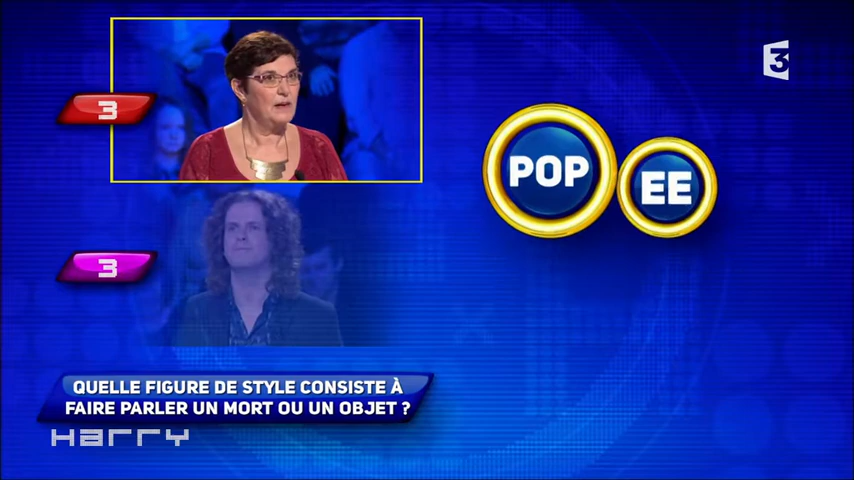 3
3
POP
EE
3
QUELLE FIGURE DE STYLE CONSISTE À
FAIRE PARLER UN MORT OU UN OBJET ?
HARRY